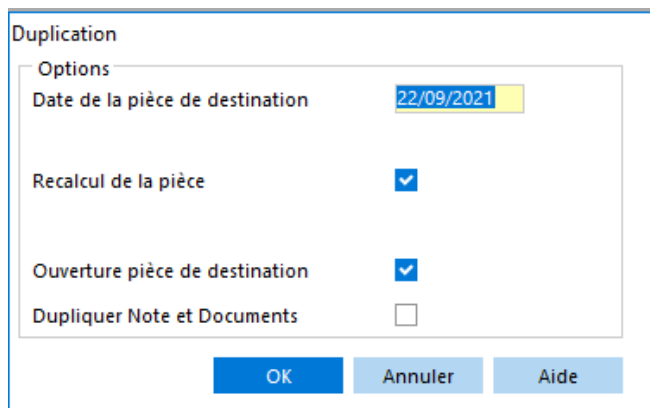 Duplication
Options
Date de la pièce de destination 22/09/2021
Recalcul de la pièce
Ouverture pièce de destination
Dupliquer Note et Documents
OK Annuler Aide